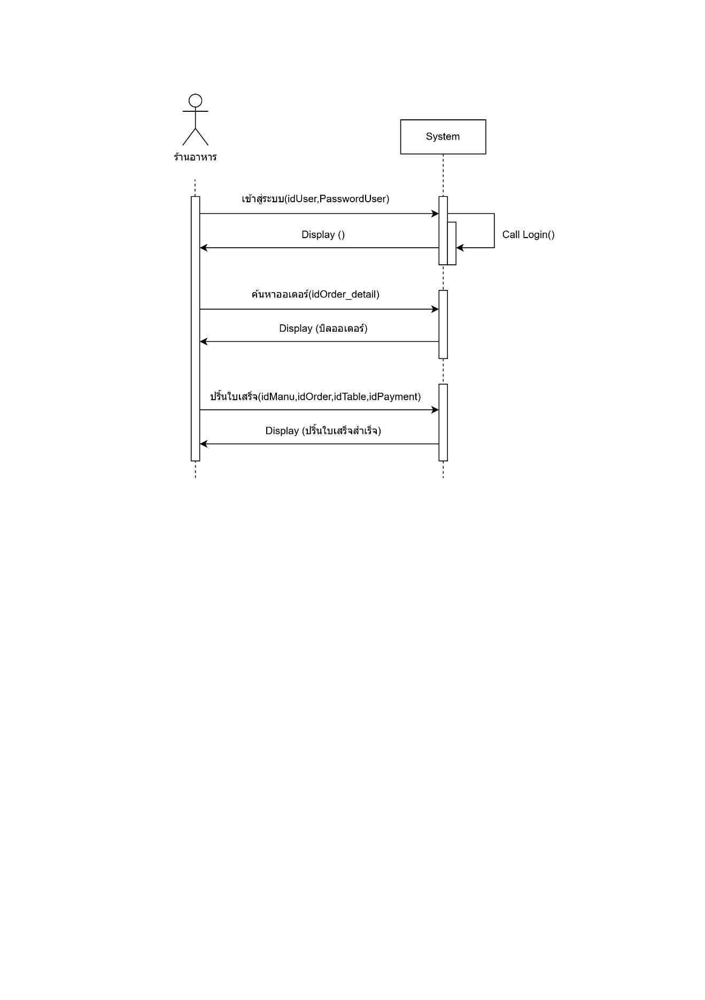 System
ร้านอาหาร
เข้าสู่ระบบ(idUser,PasswordUser)
Display ()
Call Login()
ค้นหาออเดอร์(idOrder_detail)
Display (บิลออเดอร์)
ปริ้นใบเสร็จ(idManu,idOrder,idTable,idPayment)
Display (ปริ้นใบเสร็จสำเร็จ)